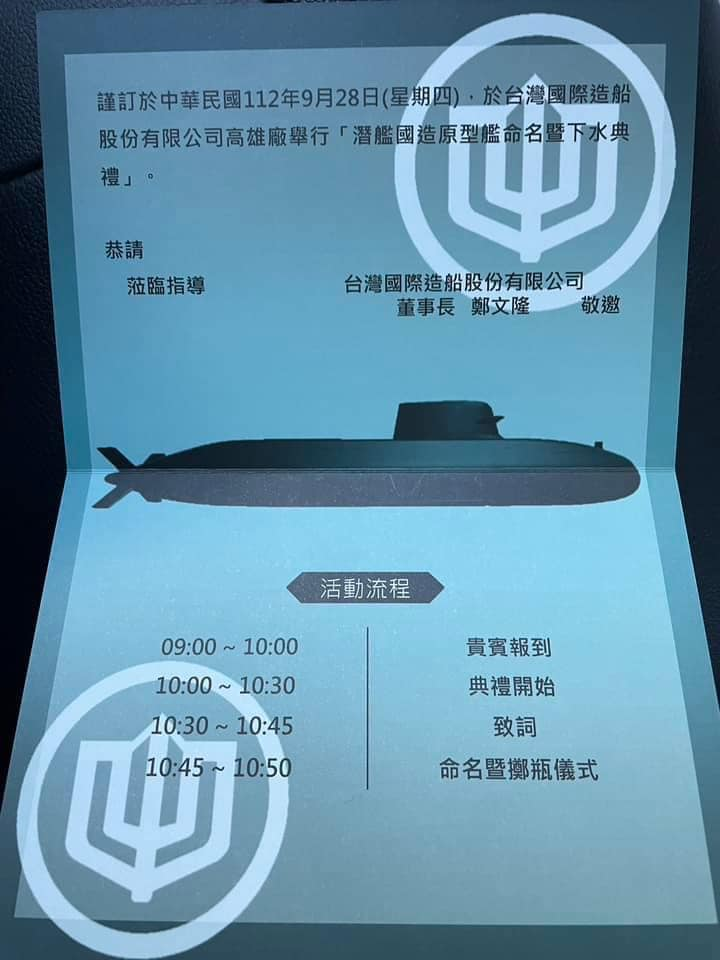 謹訂於中華民國112年9月28日(星期四)，於台灣國際造船
股份有限公司高雄廠舉行「潛艦國造原型艦命名暨下水典
禮」。
恭請
蒞臨指導
台灣國際造船股份有限公司
董事長 鄭文隆 敬邀
活動流程
09:00 ~ 10:00 貴賓報到
10:00 ~ 10:30 典禮開始
10:30 ~ 10:45 致詞
10:45 ~ 10:50 命名暨擲瓶儀式